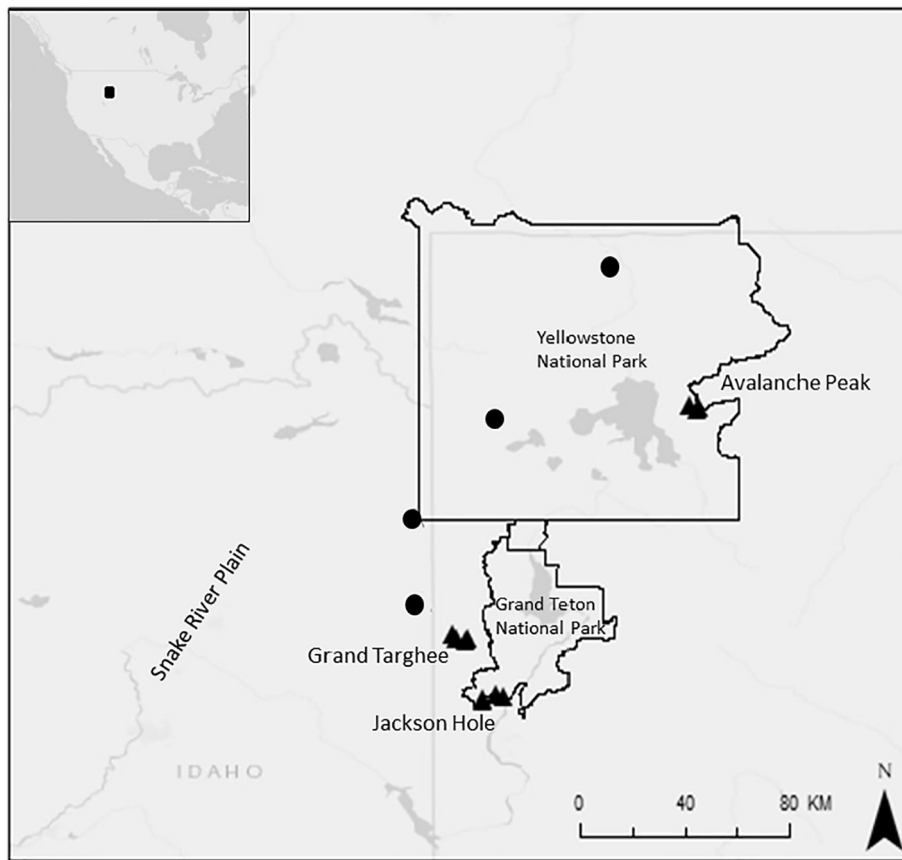 Yellowstone
National Park
Avalanche Peak
Snake River Plain
Grand Teton
National Park
Grand Targhee
Jackson Hole
IDAHO
N
0 40 80 KM